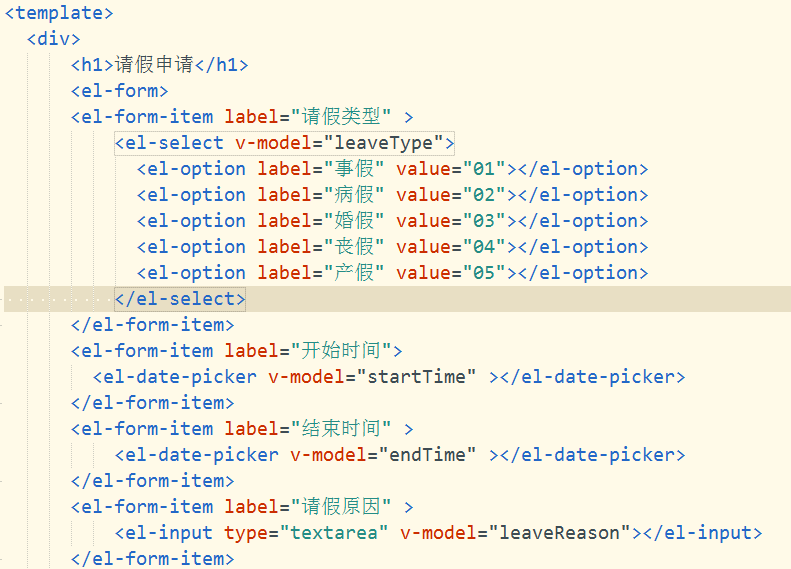 <template>
<div>
<h1>请假申请</h1>
<el-form>
<el-form-item label="请假类型" >
<el-select v-model="leaveType">
<el-option label="事假" value="01"></el-option>
<el-option label="病假" value="02"></el-option>
<el-option label="婚假" value="03"></el-option>
<el-option label="丧假" value="04"></el-option>
<el-option label="产假" value="05"></el-option>
</el-select>
</el-form-item>
<el-form-item label="开始时间">
<el-date-picker v-model="startTime" ></el-date-picker>
</el-form-item>
<el-form-item label="结束时间" >
<el-date-picker v-model="endTime" ></el-date-picker>
</el-form-item>
<el-form-item label="请假原因" >
<el-input type="textarea" v-model="leaveReason"></el-input>
</el-form-item>